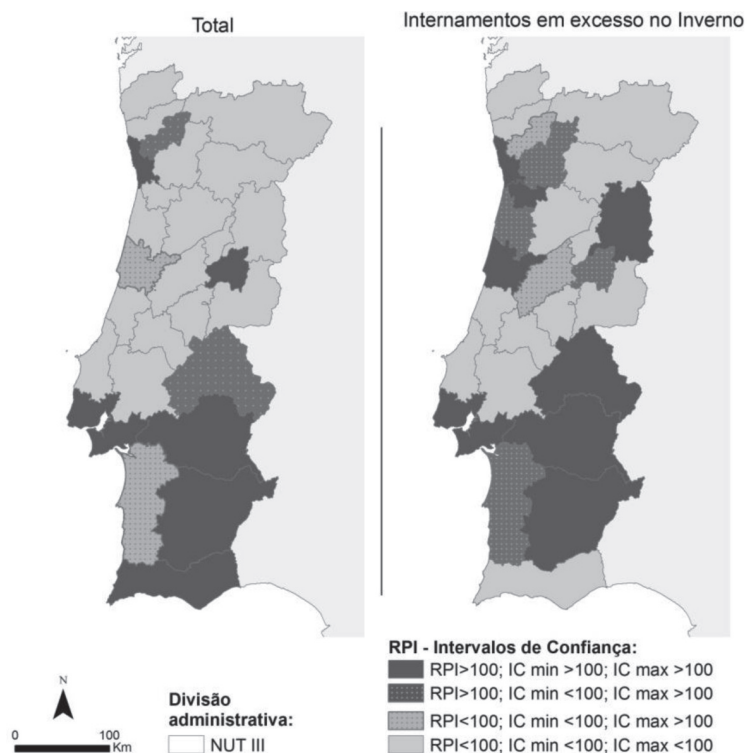 Total
Internamentos em excesso no Inverno
N
0 100
Km
Divisão
administrativa:
NUT III
RPI - Intervalos de Confiança:
RPI>100; IC min >100; IC max >100
RPI>100; IC min <100; IC max >100
RPI<100; IC min <100; IC max >100
RPI<100; IC min <100; IC max <100